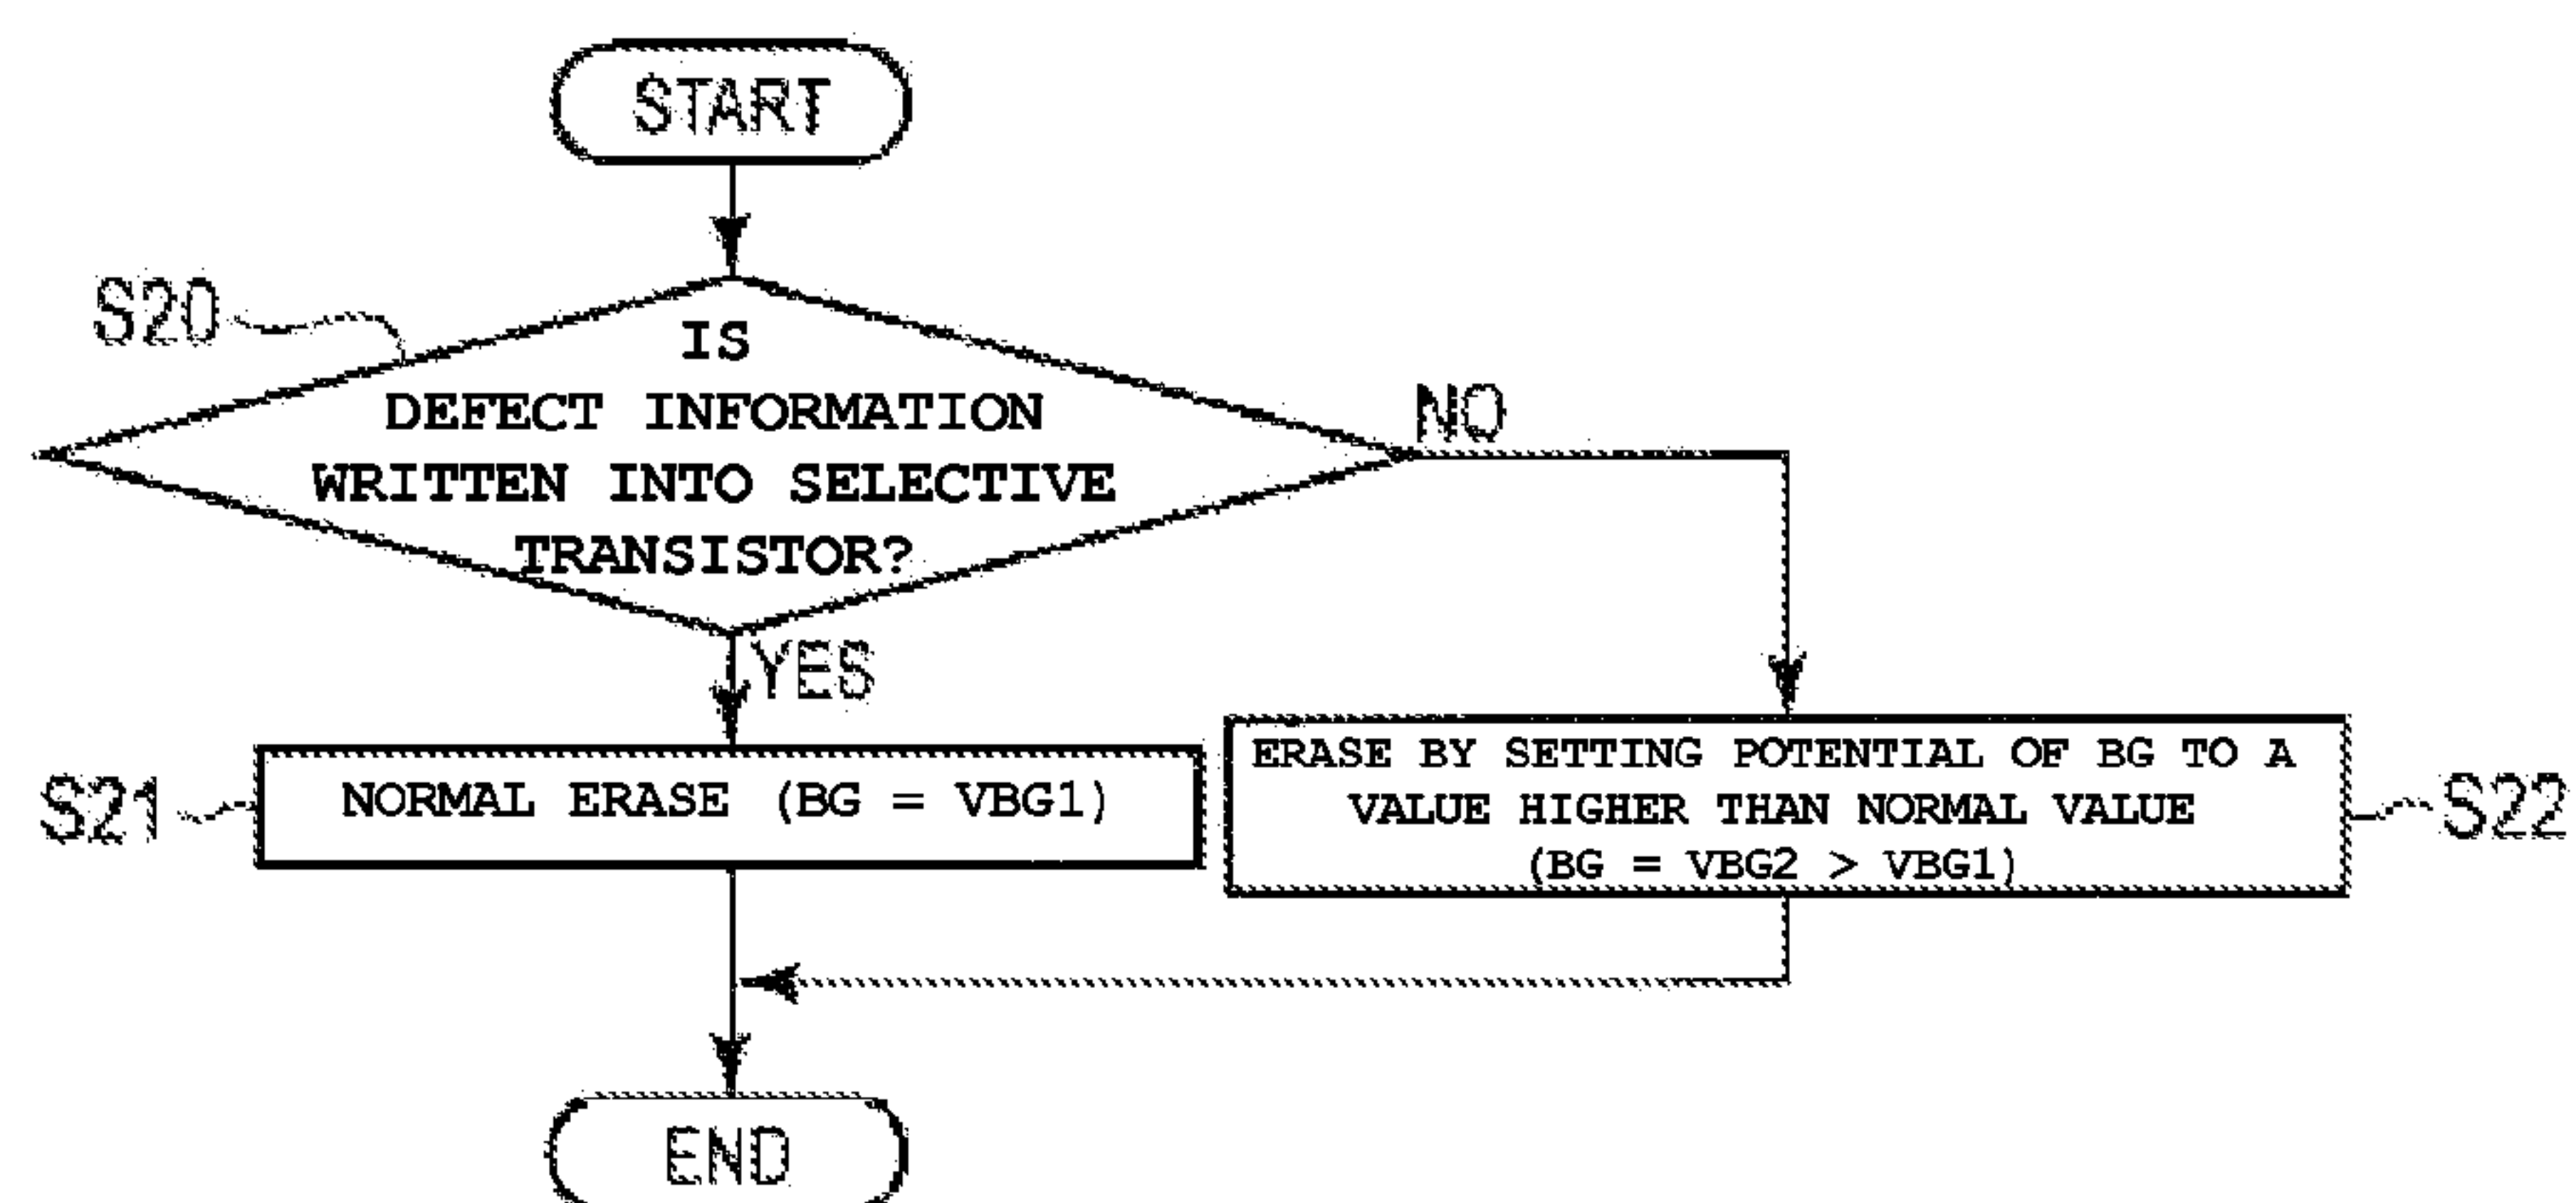 START
S20
IS
DEFECT INFORMATION
WRITTEN INTO SELECTIVE
TRANSISTOR?
NO
YES
S21
NORMAL ERASE (BG = VBG1)
ERASE BY SETTING POTENTIAL OF BG TO A
VALUE HIGHER THAN NORMAL VALUE
(BG = VBG2 > VBG1)
S22
END